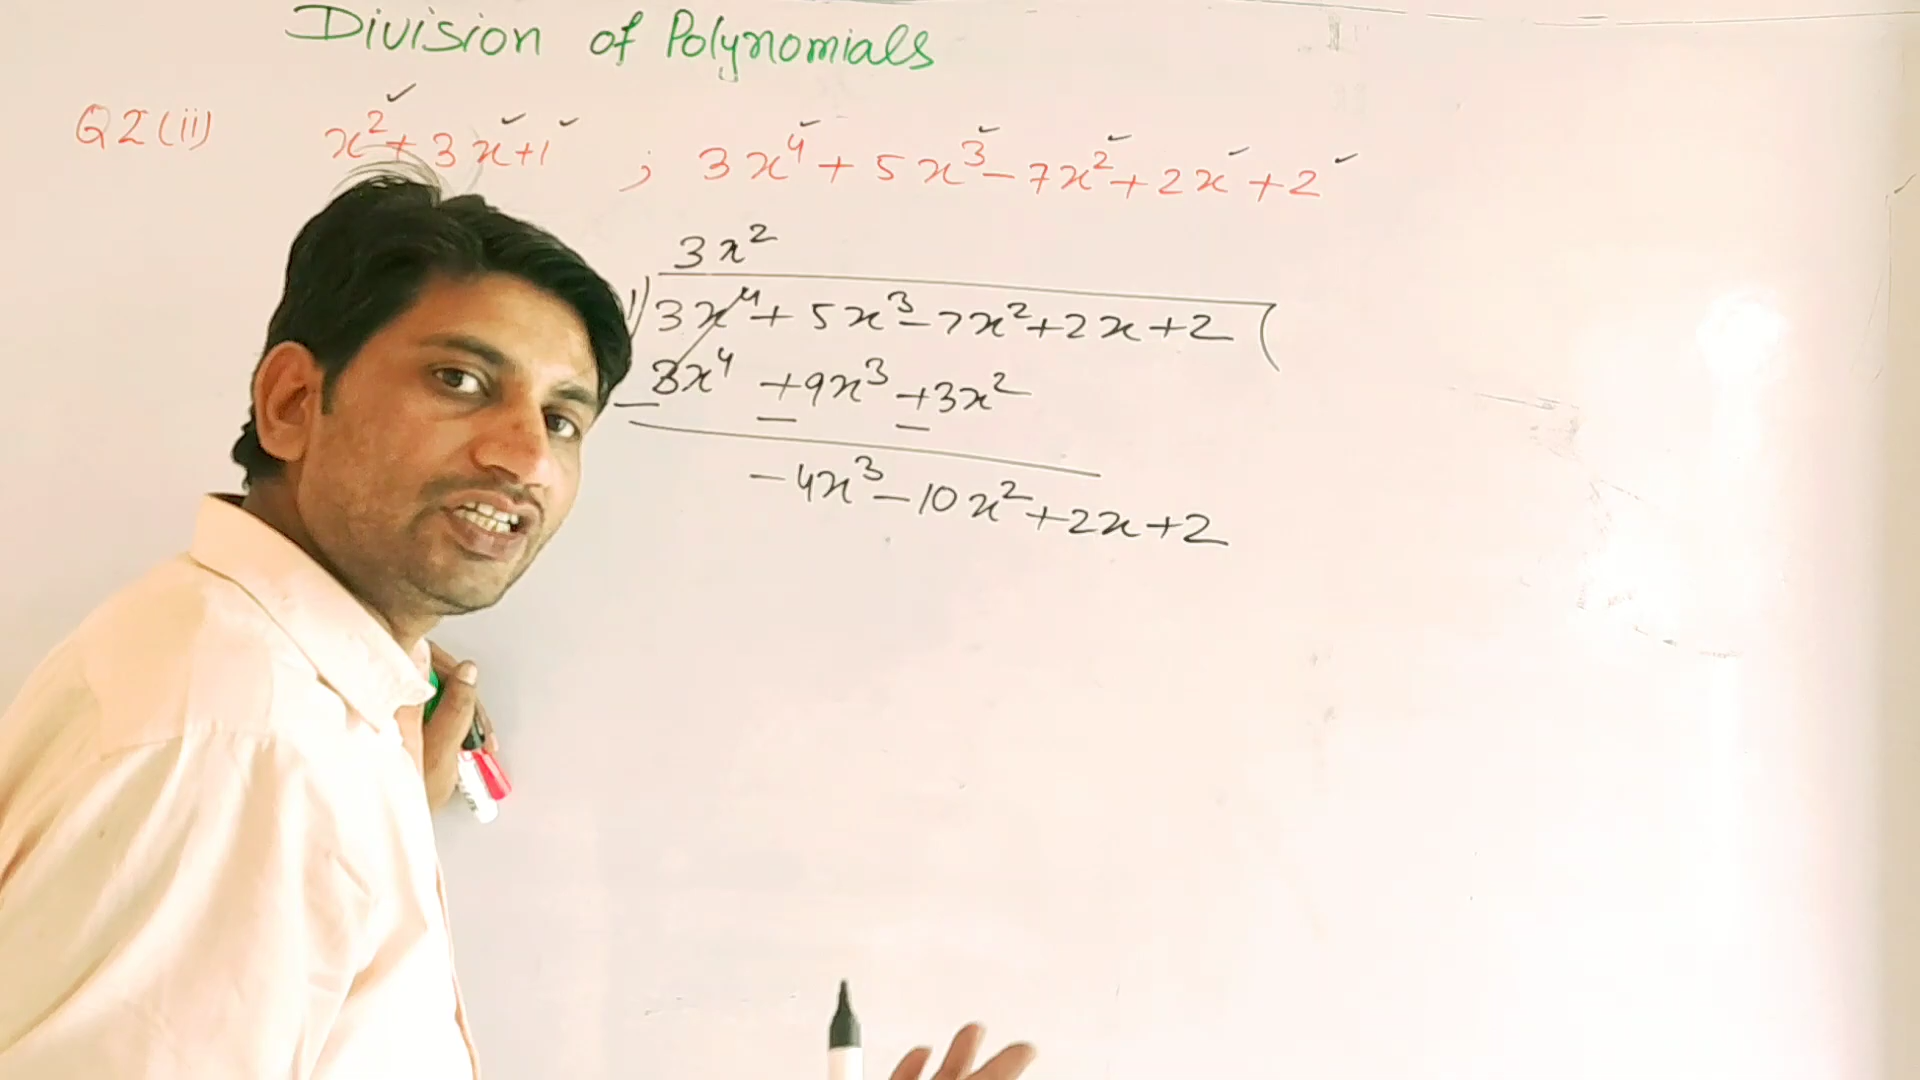 Division of Polynomials
Q2(ii) x²+3x+1 ; 3x⁴+5x³-7x²+2x+2
3x²
)3x⁴+5x³-7x²+2x+2(
3x⁴+9x³+3x²
- - -
-4x³-10x²+2x+2